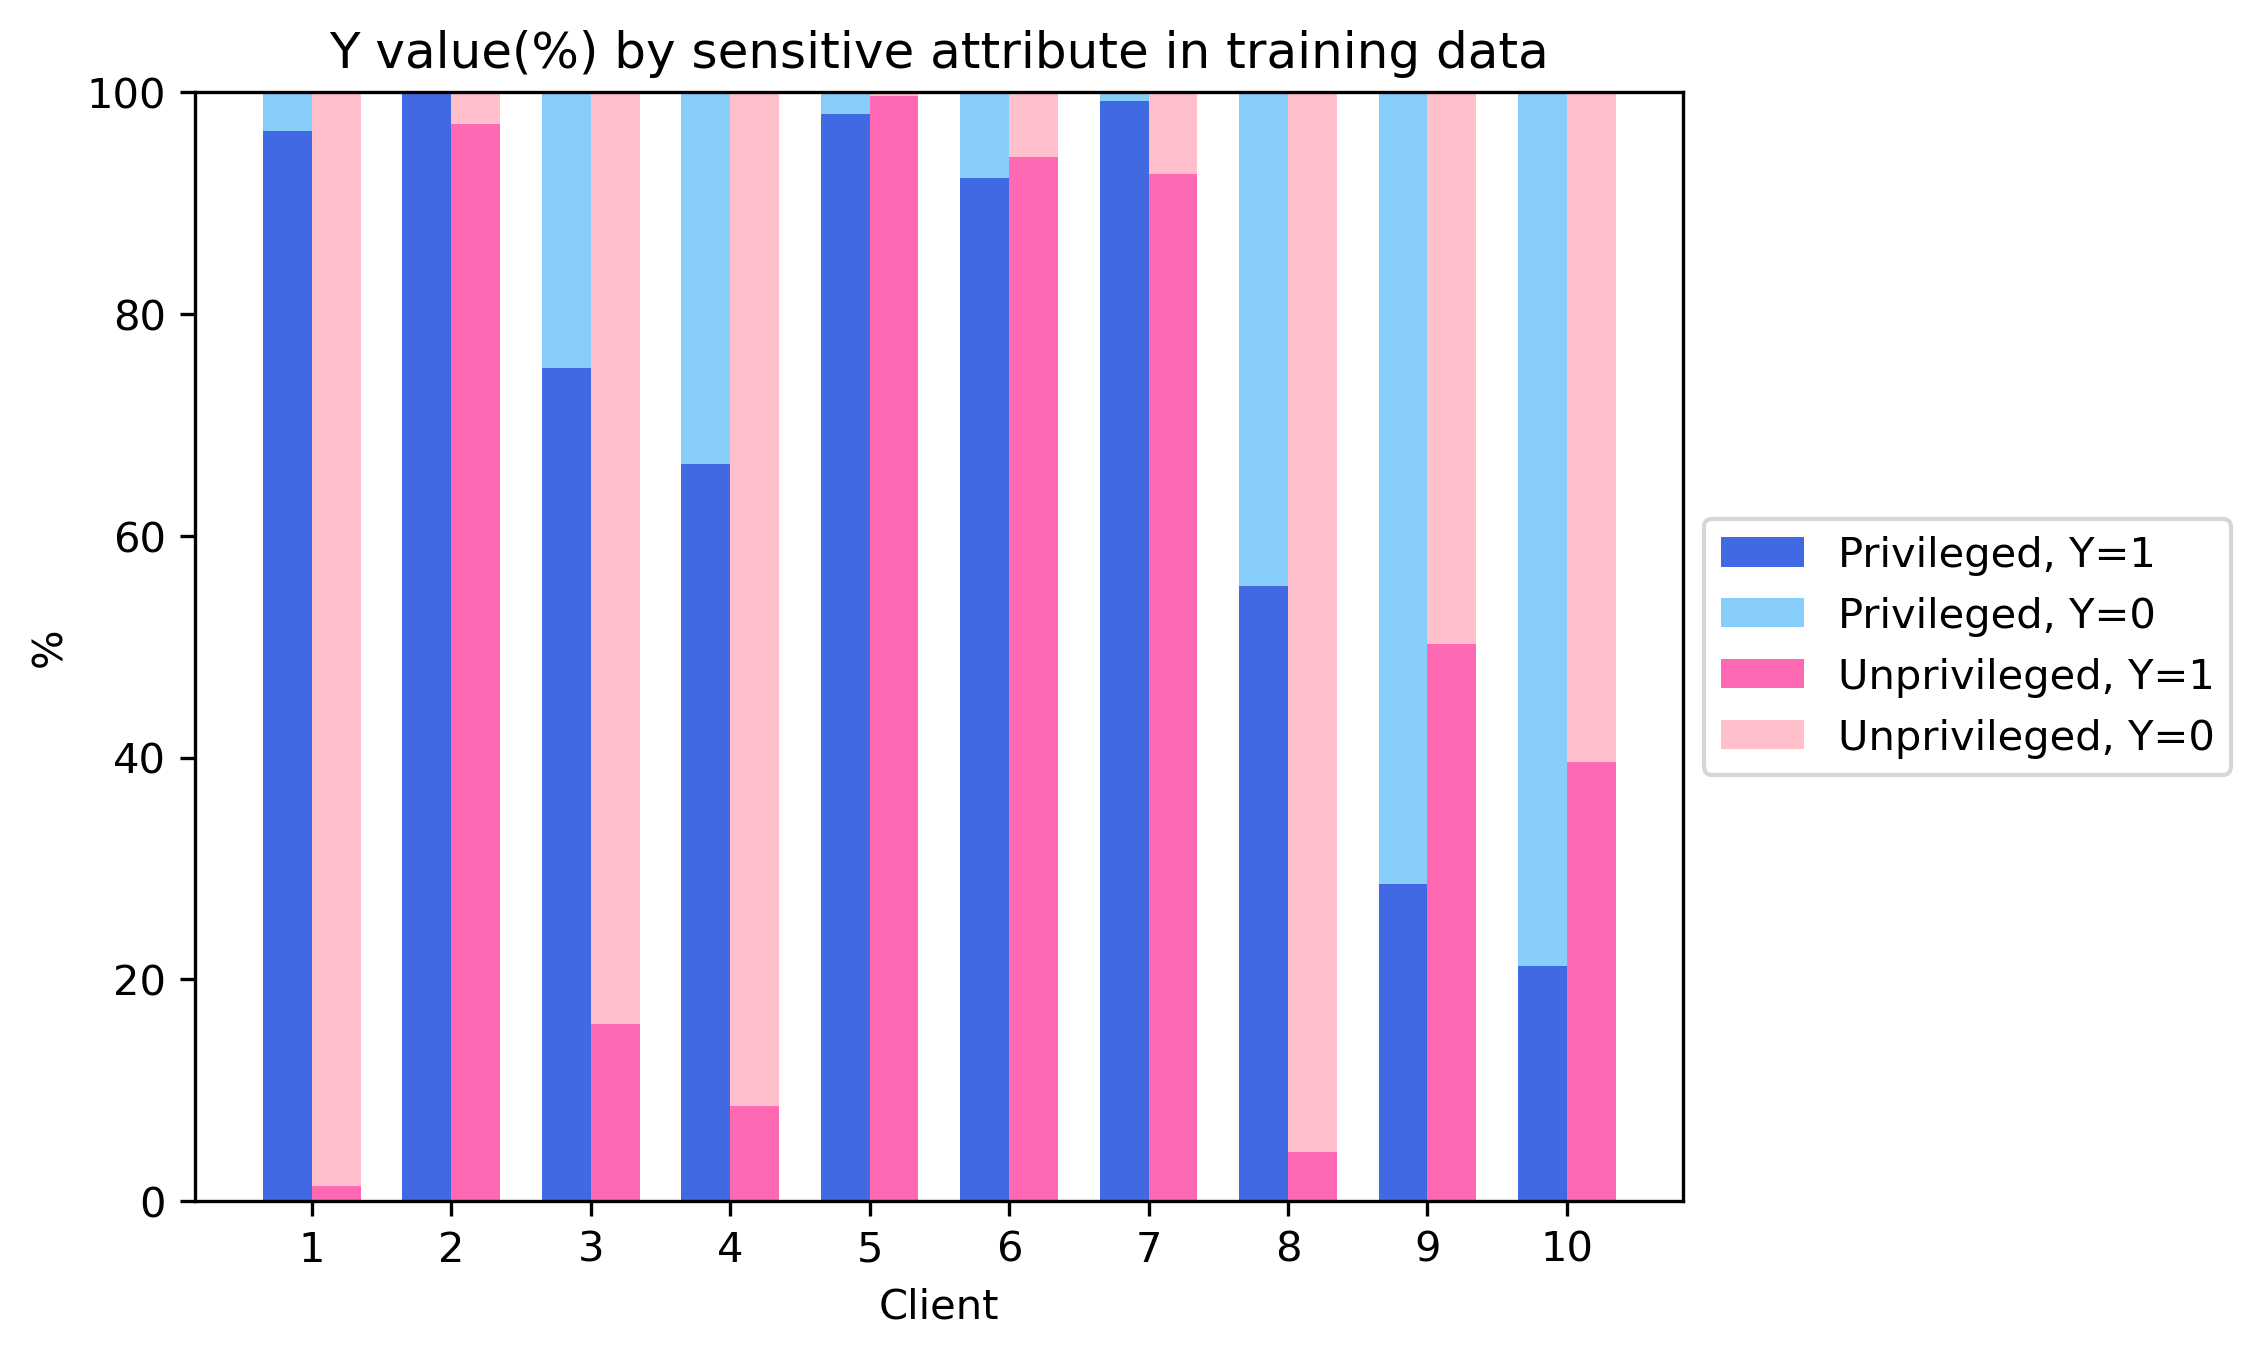 Y value(%) by sensitive attribute in training data
100
80
60
40
20
0
%
1 2 3 4 5 6 7 8 9 10
Client
Privileged, Y=1
Privileged, Y=0
Unprivileged, Y=1
Unprivileged, Y=0